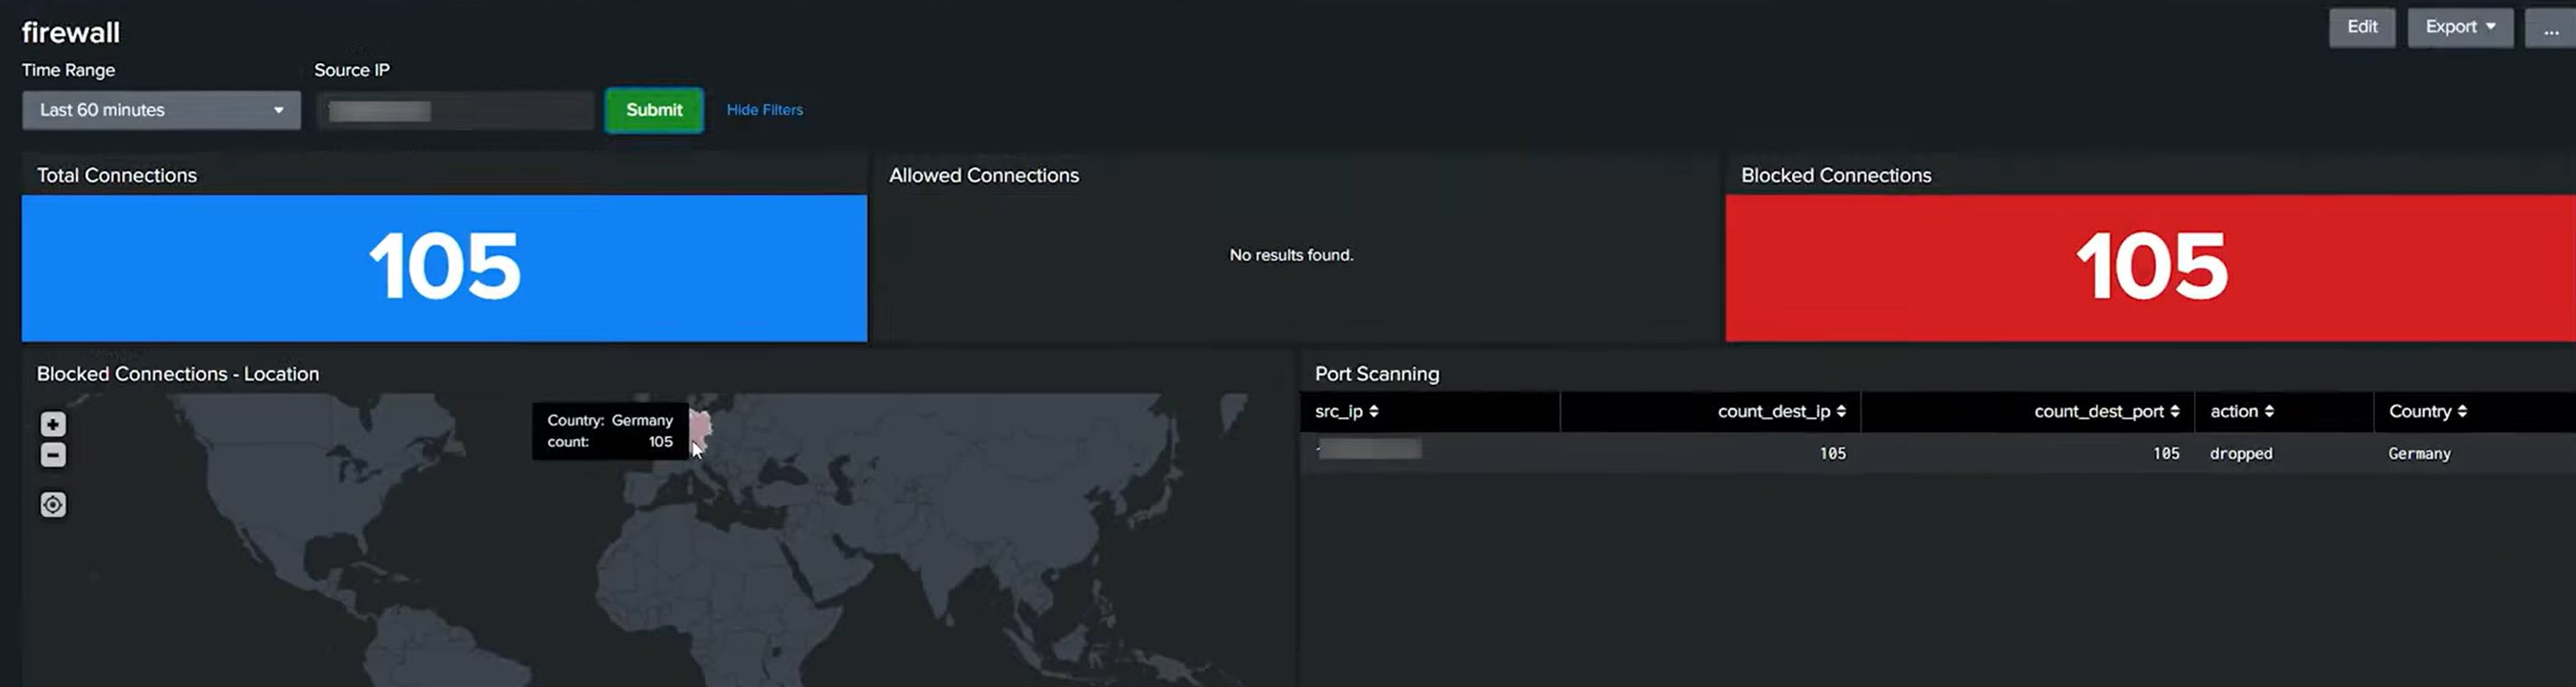 firewall
Edit
Export
...
Time Range
Source IP
Last 60 minutes
Submit
Hide Filters
Total Connections
Allowed Connections
Blocked Connections
105
No results found.
105
Blocked Connections - Location
Port Scanning
Country: Germany
count: 105
src_ip count_dest_ip count_dest_port action Country
105 105 dropped Germany